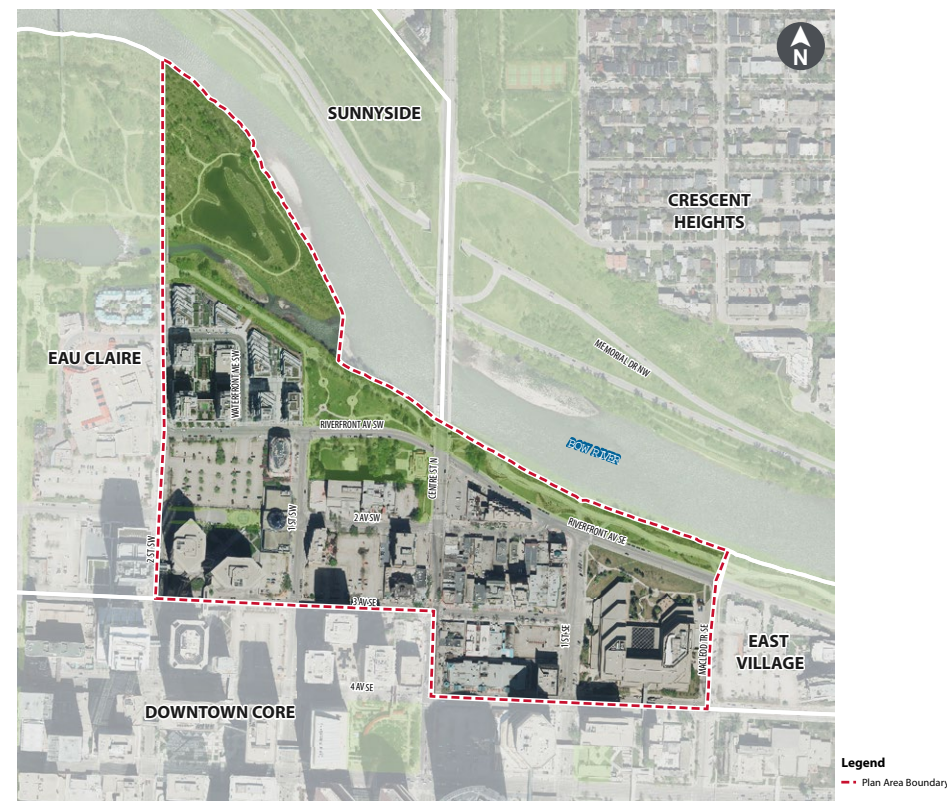 N
SUNNYSIDE
CRESCENT
HEIGHTS
MEMORIAL DR NW
EAU CLAIRE
WATERFRONT ME SW
RIVERFRONT AV SW
BOW RIVER
CENTRE ST N
1 ST SW
2 AV SW
RIVERFRONT AV SE
2 ST SW
3 AV SE
1 ST SE
MACLEOD TR SE
EAST
VILLAGE
4 AV SE
DOWNTOWN CORE
Legend
Plan Area Boundary